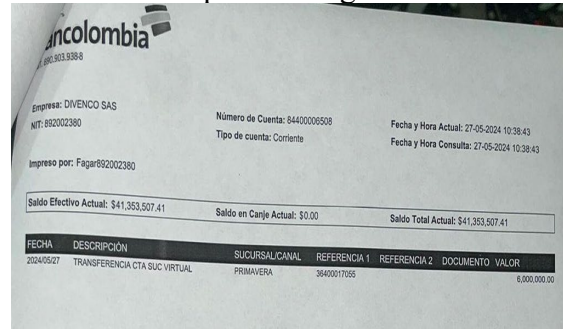 ancolombia
890.903.938-8
Empresa: DIVENCO SAS
Número de Cuenta: 84400006508
Fecha y Hora Actual: 27-05-2024 10:38:43
NIT: 892002380
Tipo de cuenta: Corriente
Fecha y Hora Consulta: 27-05-2024 10:38:43
Impreso por: Fagar892002380
Saldo Efectivo Actual: $41,353,507.41
Saldo en Canje Actual: $0.00
Saldo Total Actual: $41,353,507.41
FECHA DESCRIPCIÓN SUCURSAL/CANAL REFERENCIA 1 REFERENCIA 2 DOCUMENTO VALOR
2024/05/27 TRANSFERENCIA CTA SUC VIRTUAL PRIMAVERA 36400017055 6,000,000.00